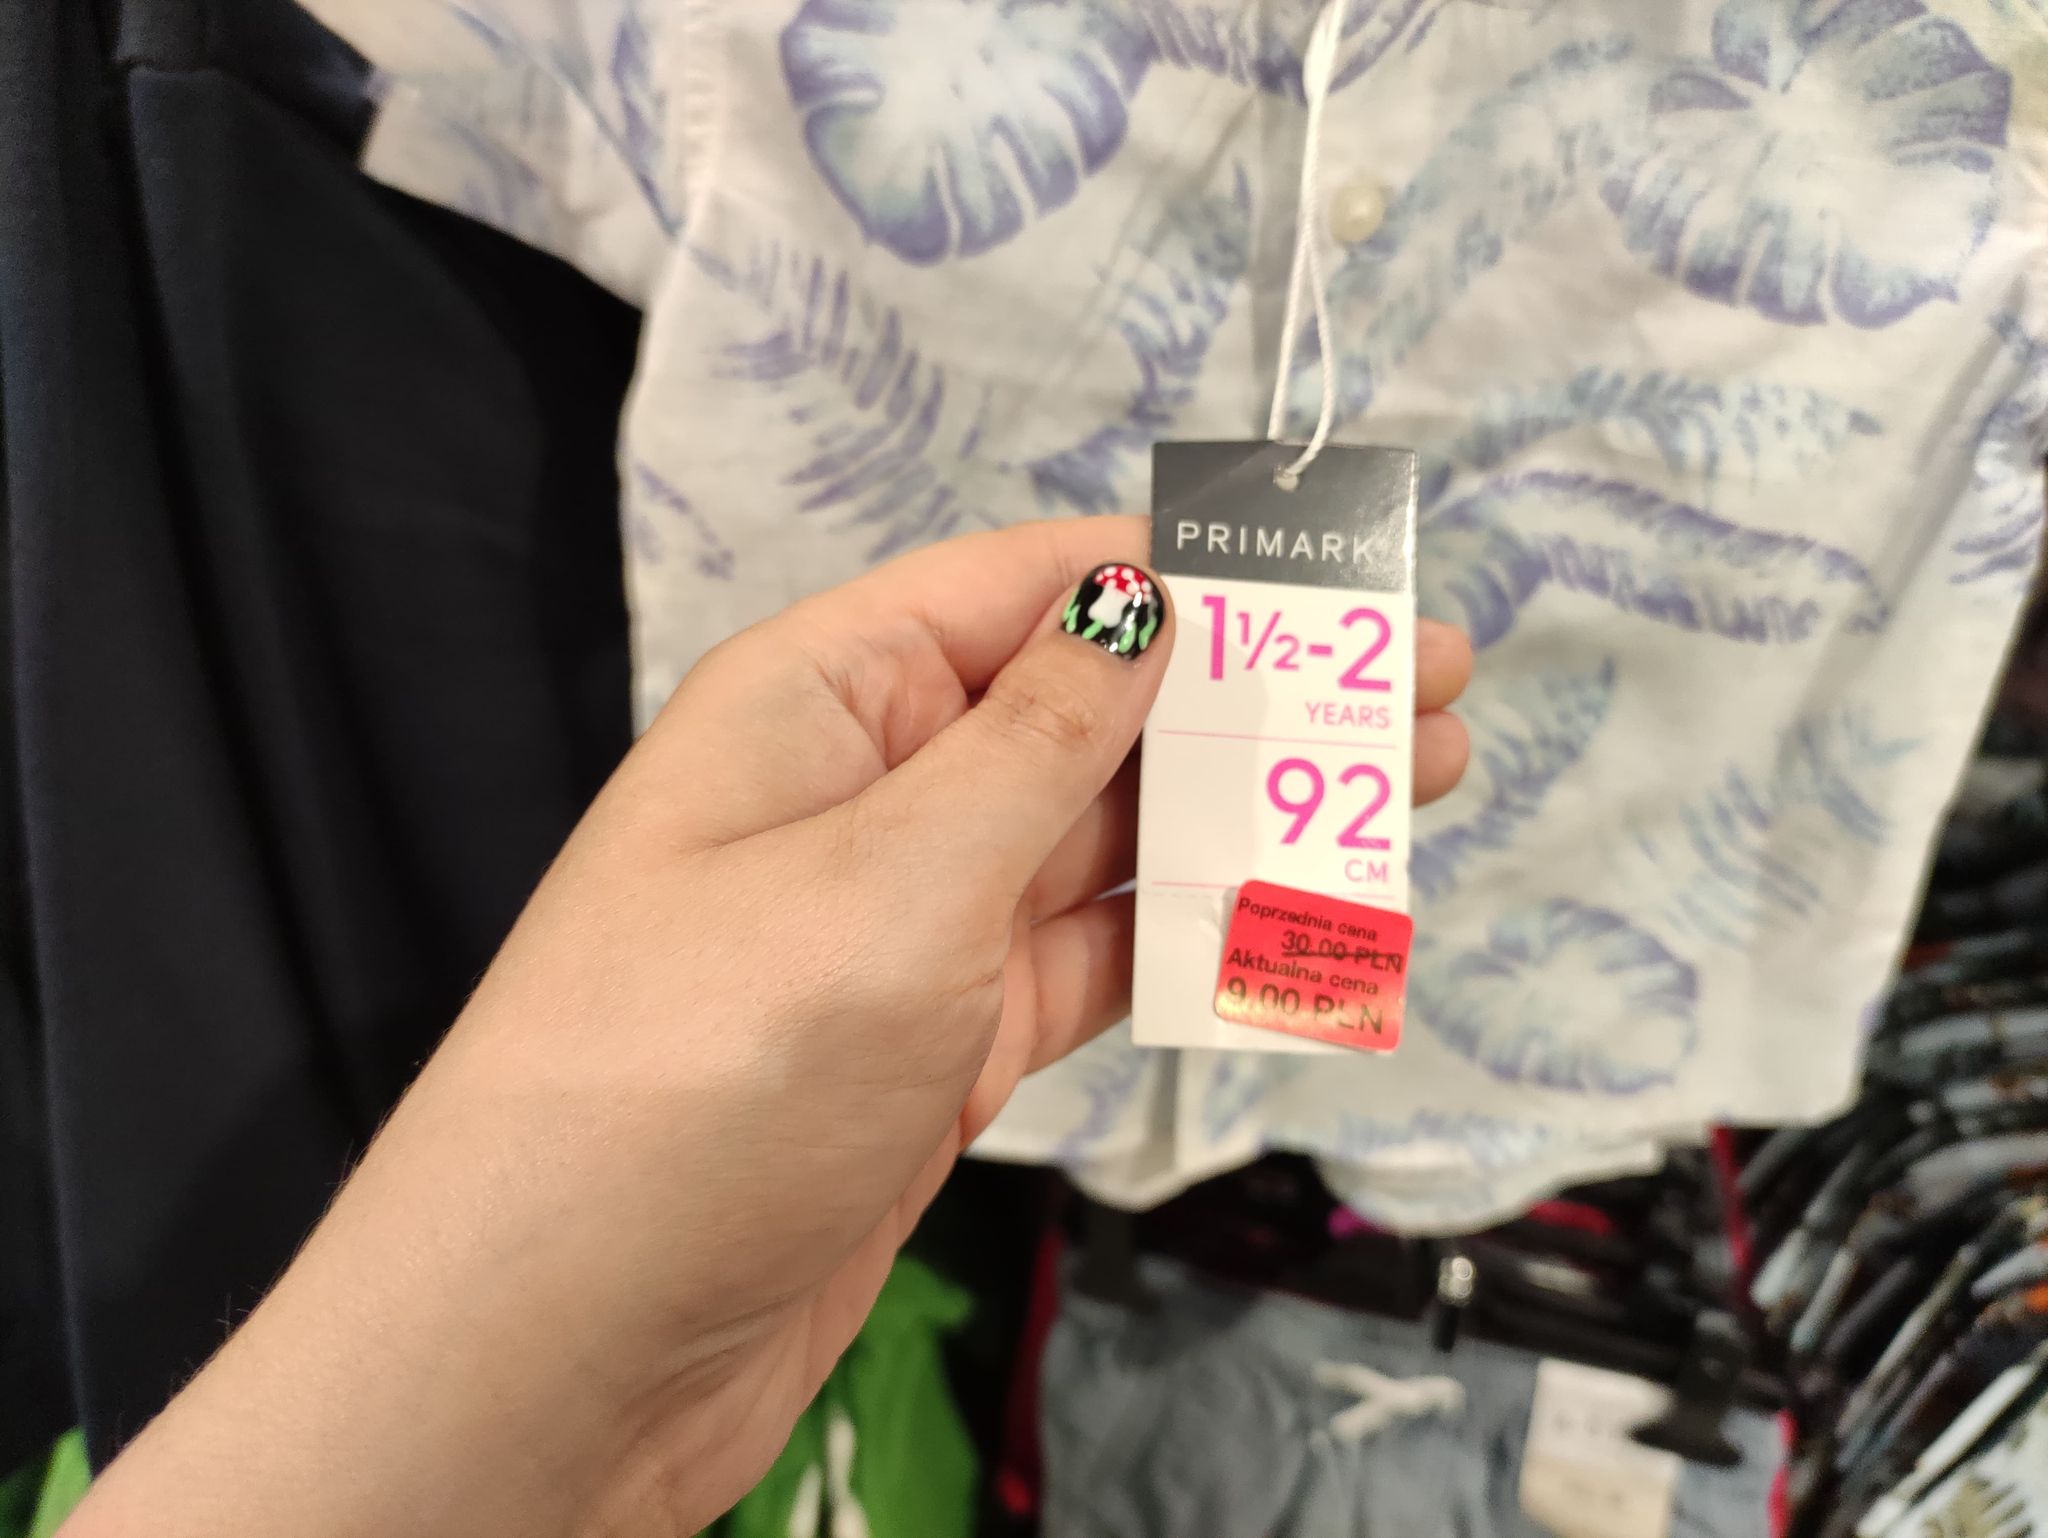 PRIMARK
1½-2
YEARS
92
CM
Poprzednia cena
30.00 PLN
Aktualna cena
9.00 PLN